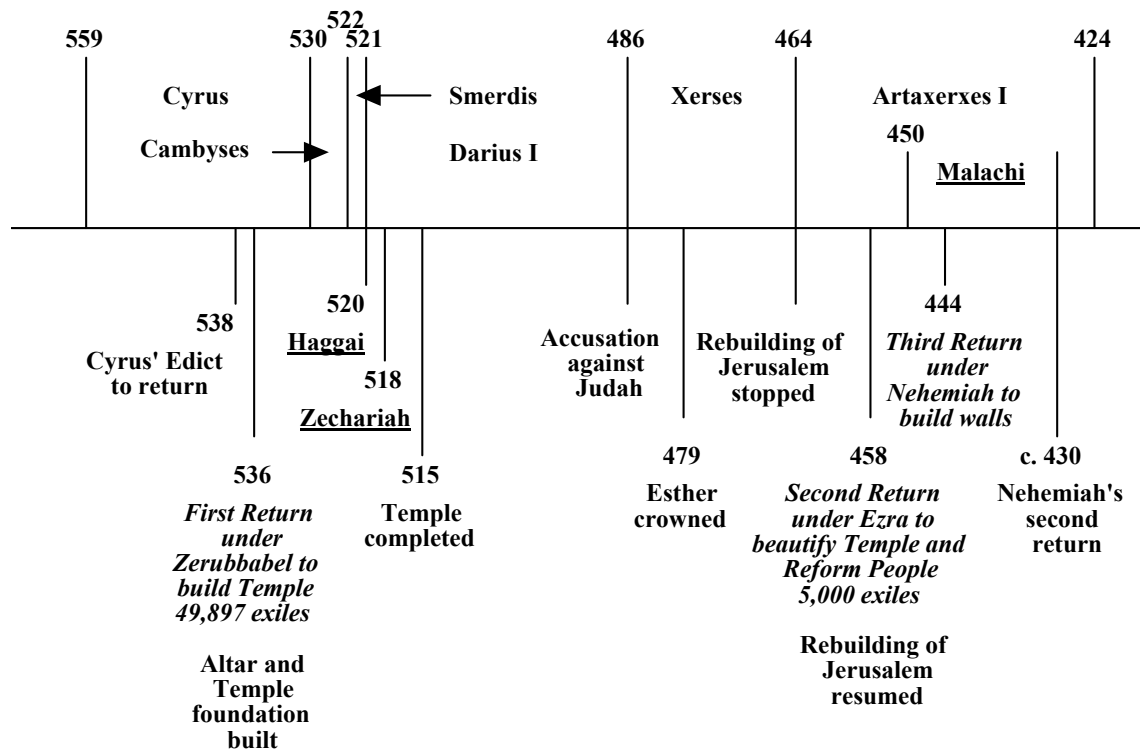 522
559
530
521
486
464
424
Cyrus
Smerdis
Xerses
Artaxerxes I
Cambyses
Darius I
450
Malachi
538
Cyrus' Edict
to return
520
Haggai
518
Zechariah
536
First Return
under
Zerubbabel to
build Temple
49,897 exiles
Altar and
Temple
foundation
built
515
Temple
completed
Accusation
against
Judah
479
Esther
crowned
Rebuilding of
Jerusalem
stopped
458
Second Return
under Ezra to
beautify Temple and
Reform People
5,000 exiles
Rebuilding of
Jerusalem
resumed
444
Third Return
under
Nehemiah to
build walls
c. 430
Nehemiah's
second
return